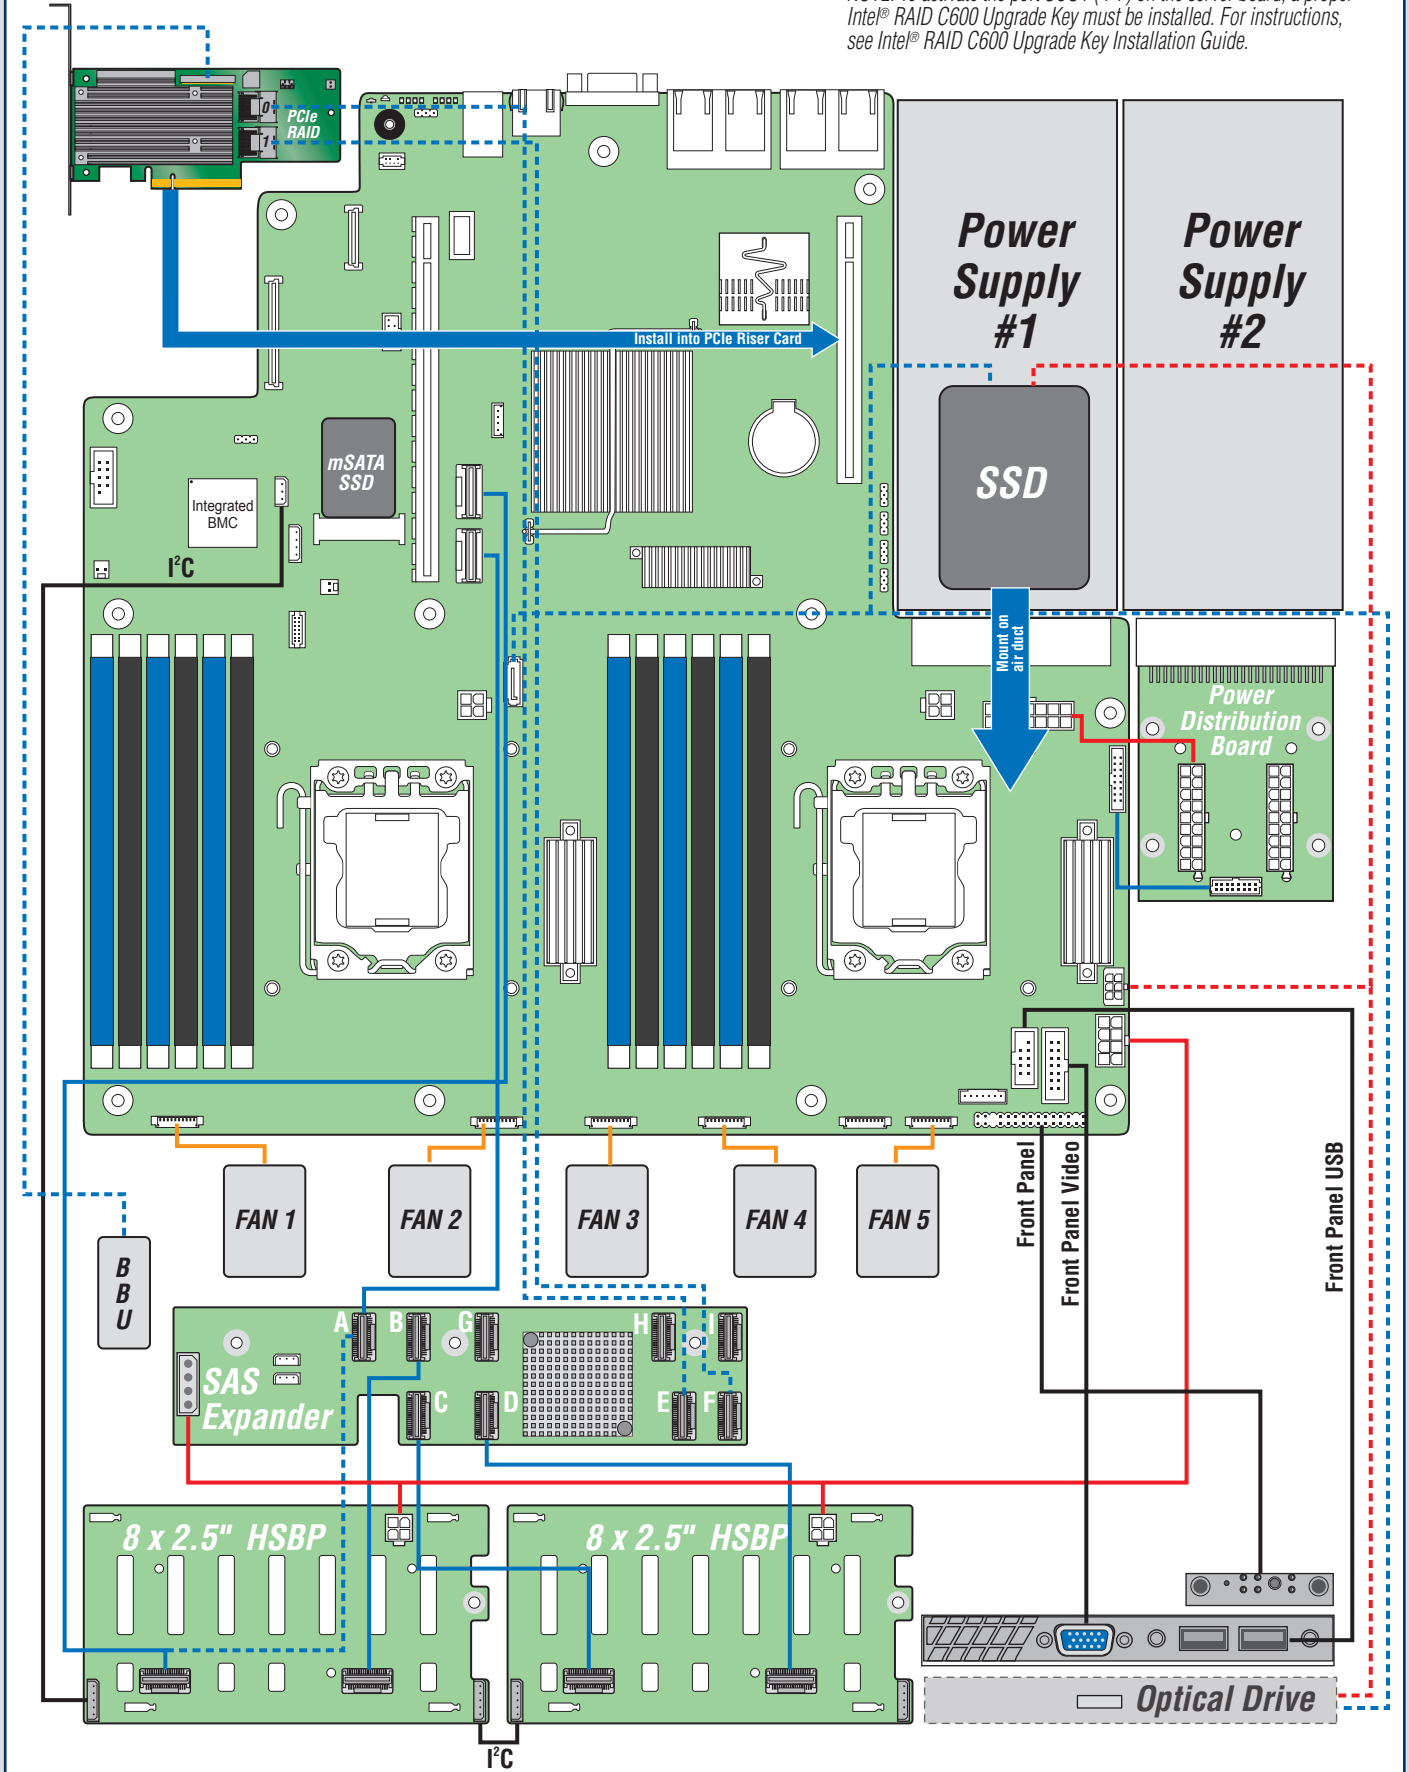 Intel® RAID C600 Upgrade Key must be installed. For instructions,
see Intel® RAID C600 Upgrade Key Installation Guide.
0
1
PCIe
RAID
Power
Supply
#1
Power
Supply
#2
Install into PCIe Riser Card
mSATA
SSD
SSD
Integrated
BMC
I²C
Mount on
air duct
Power
Distribution
Board
FAN 1
FAN 2
FAN 3
FAN 4
FAN 5
Front Panel
Front Panel Video
Front Panel USB
B
B
U
A
B
G
H
I
SAS
Expander
C
D
E
F
8 x 2.5" HSBP
8 x 2.5" HSBP
Optical Drive
I²C